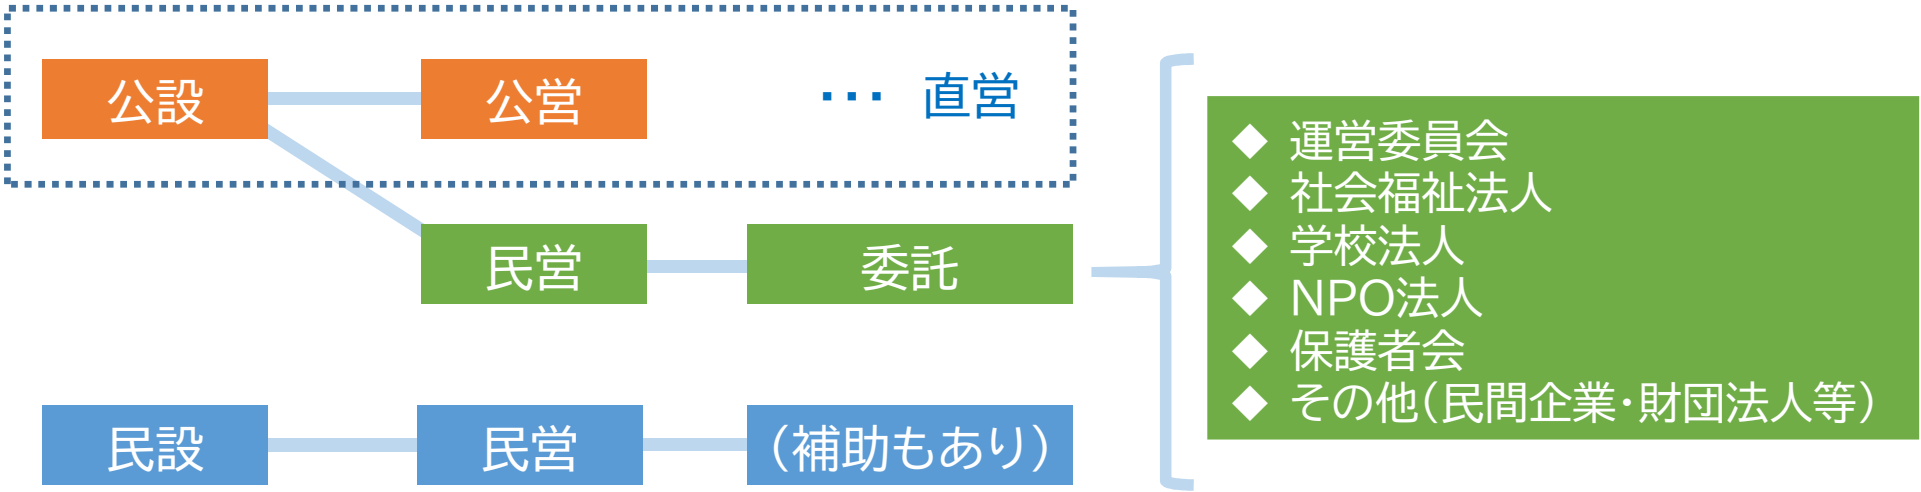 公設
公営
・・・ 直営
民営
委託
民設
民営
（補助もあり）
◆ 運営委員会
◆ 社会福祉法人
◆ 学校法人
◆ NPO法人
◆ 保護者会
◆ その他（民間企業・財団法人等）